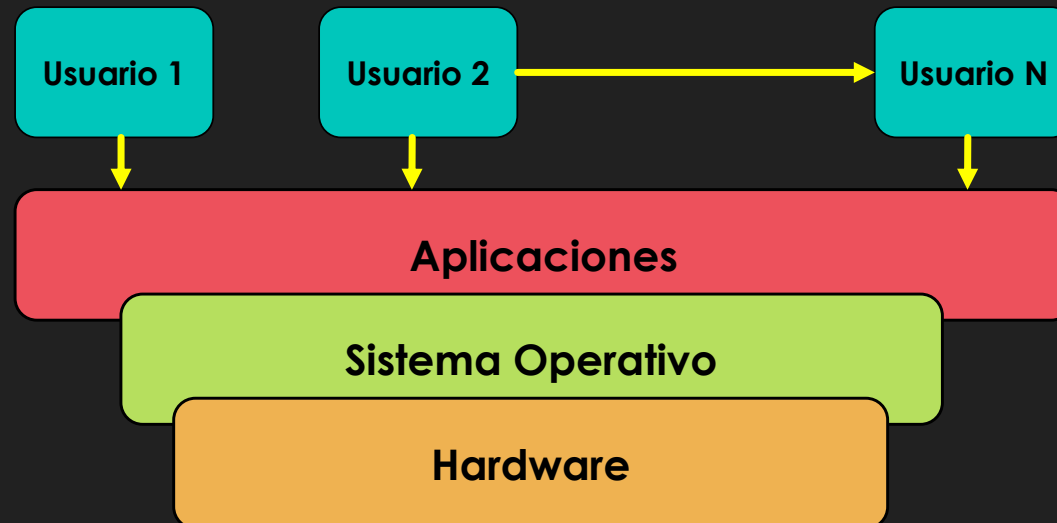 Usuario 1
Usuario 2
Usuario N
Aplicaciones
Sistema Operativo
Hardware